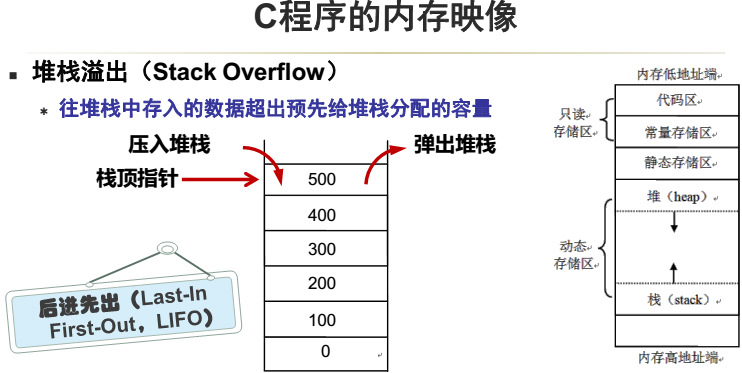 C程序的内存映像
▪ 堆栈溢出（Stack Overflow）
* 往堆栈中存入的数据超出预先给堆栈分配的容量
压入堆栈
弹出堆栈
栈顶指针
500
400
300
200
100
0
后进先出（Last-In
First-Out，LIFO）
内存低地址端
代码区
只读
存储区
常量存储区
静态存储区
堆（heap）
动态
存储区
栈（stack）
内存高地址端